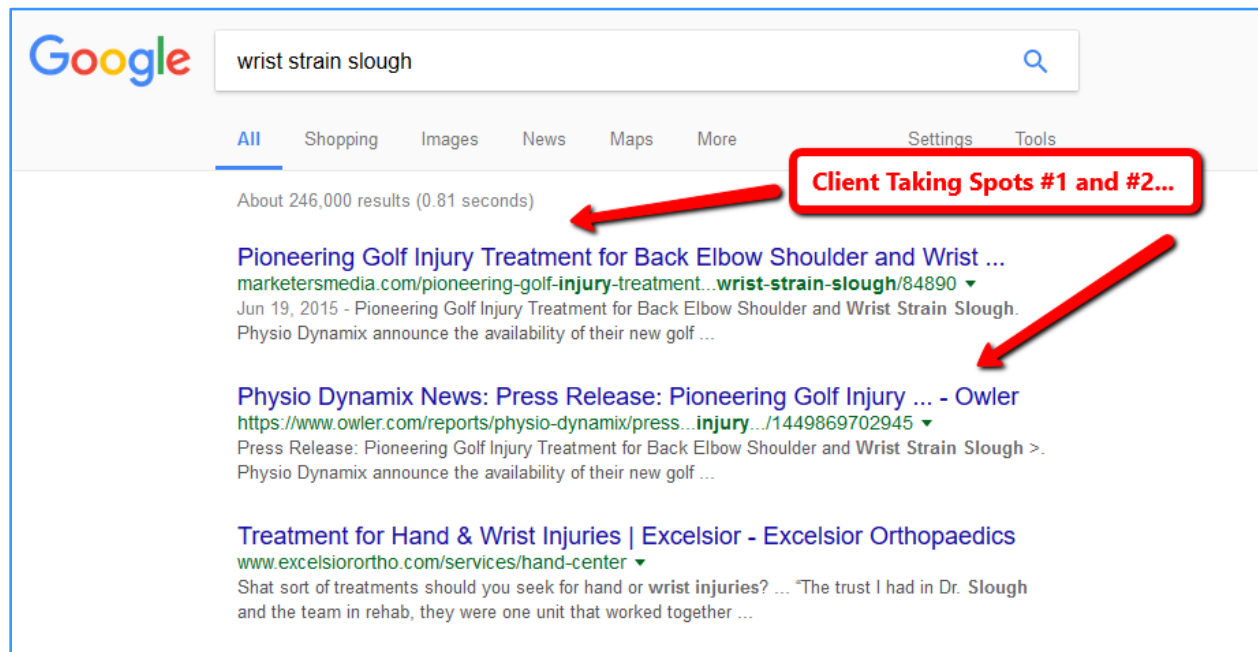 Google
wrist strain slough
All Shopping Images News Maps More Settings Tools
Client Taking Spots #1 and #2...
About 246,000 results (0.81 seconds)
Pioneering Golf Injury Treatment for Back Elbow Shoulder and Wrist ...
marketersmedia.com/pioneering-golf-injury-treatment...wrist-strain-slough/84890
Jun 19, 2015 - Pioneering Golf Injury Treatment for Back Elbow Shoulder and Wrist Strain Slough.
Physio Dynamix announce the availability of their new golf ...
Physio Dynamix News: Press Release: Pioneering Golf Injury ... - Owler
https://www.owler.com/reports/physio-dynamix/press...injury.../1449869702945
Press Release: Pioneering Golf Injury Treatment for Back Elbow Shoulder and Wrist Strain Slough >.
Physio Dynamix announce the availability of their new golf ...
Treatment for Hand & Wrist Injuries | Excelsior - Excelsior Orthopaedics
www.excelsiorortho.com/services/hand-center
Shat sort of treatments should you seek for hand or wrist injuries? ... “The trust I had in Dr. Slough
and the team in rehab, they were one unit that worked together ...